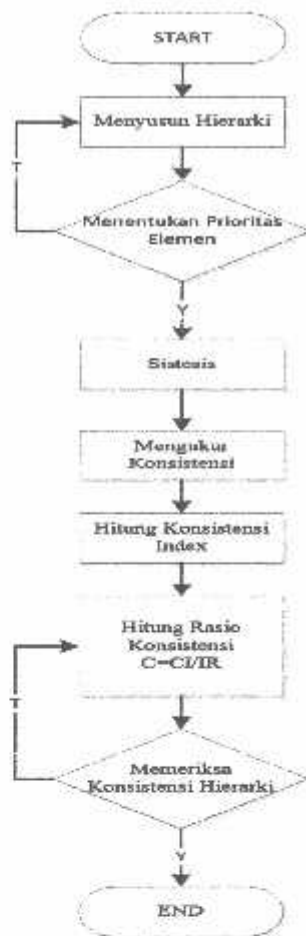 START
Menyusun Hierarki
T
Menentukan Prioritas
Elemen
Y
Sistesis
Mengukur
Konsistensi
Hitung Konsistensi
Index
Hitung Rasio
Konsistensi
C=CI/IR
T
Memeriksa
Konsistensi Hierarki
Y
END